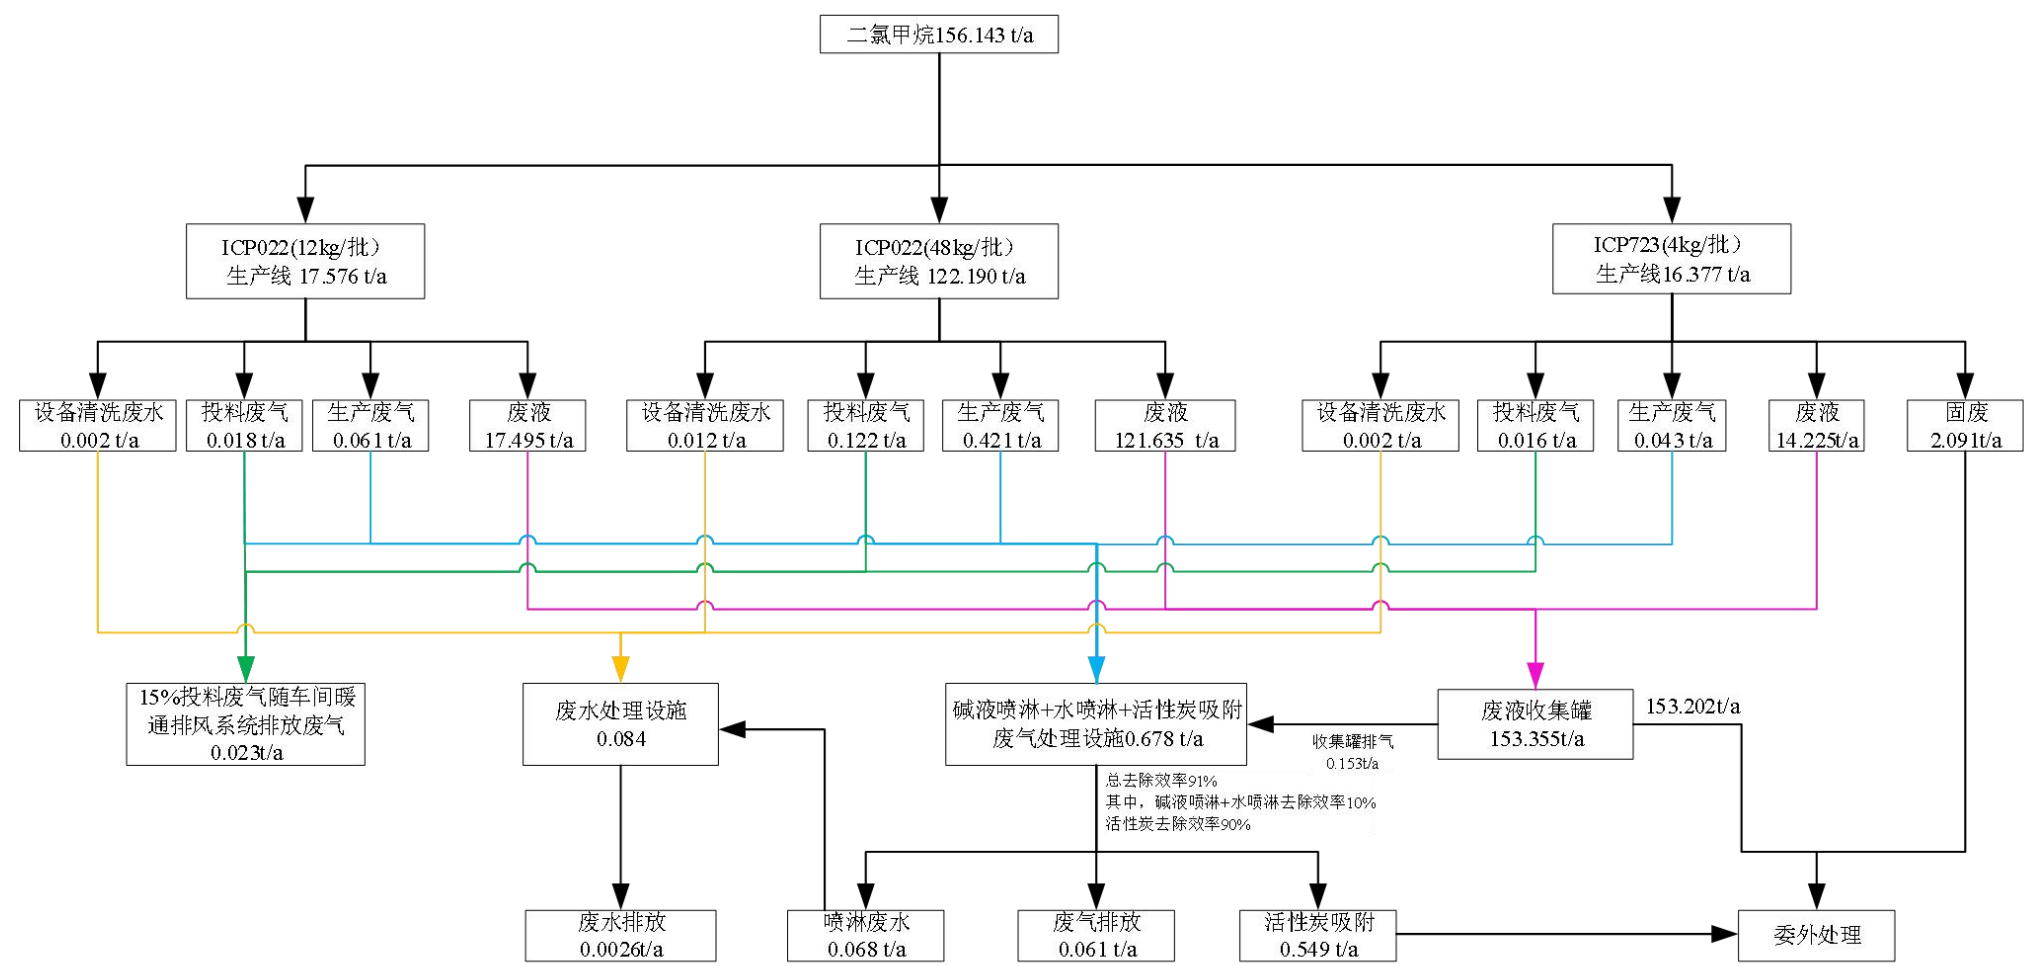 二氯甲烷156.143 t/a
ICP022(12kg/批）
生产线 17.576 t/a
ICP022(48kg/批）
生产线 122.190 t/a
ICP723(4kg/批）
生产线16.377 t/a
设备清洗废水
0.002 t/a
投料废气
0.018 t/a
生产废气
0.061 t/a
废液
17.495 t/a
设备清洗废水
0.012 t/a
投料废气
0.122 t/a
生产废气
0.421 t/a
废液
121.635 t/a
设备清洗废水
0.002 t/a
投料废气
0.016 t/a
生产废气
0.043 t/a
废液
14.225t/a
固废
2.091t/a
15%投料废气随车间暖
通排风系统排放废气
0.023t/a
废水处理设施
0.084
碱液喷淋+水喷淋+活性炭吸附
废气处理设施0.678 t/a
收集罐排气
0.153t/a
废液收集罐
153.355t/a
153.202t/a
总去除效率91%
其中，碱液喷淋+水喷淋去除效率10%
活性炭去除效率90%
废水排放
0.0026t/a
喷淋废水
0.068 t/a
废气排放
0.061 t/a
活性炭吸附
0.549 t/a
委外处理